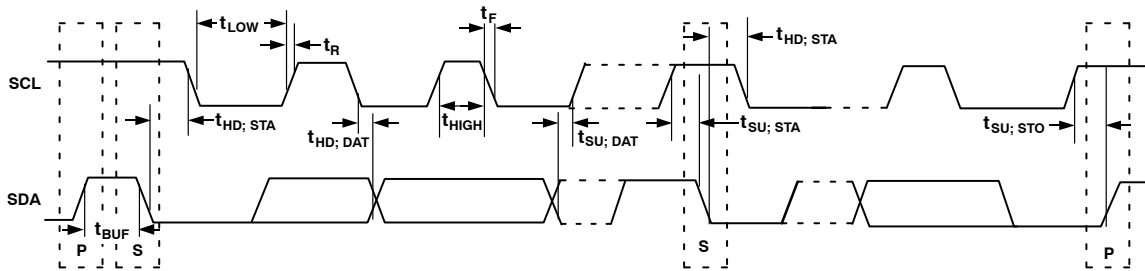 tLOW
tR
tF
tHD; STA
SCL
tHD; STA
tHD; DAT
tHIGH
tSU; DAT
tSU; STA
tSU; STO
SDA
tBUF
P
S
S
P